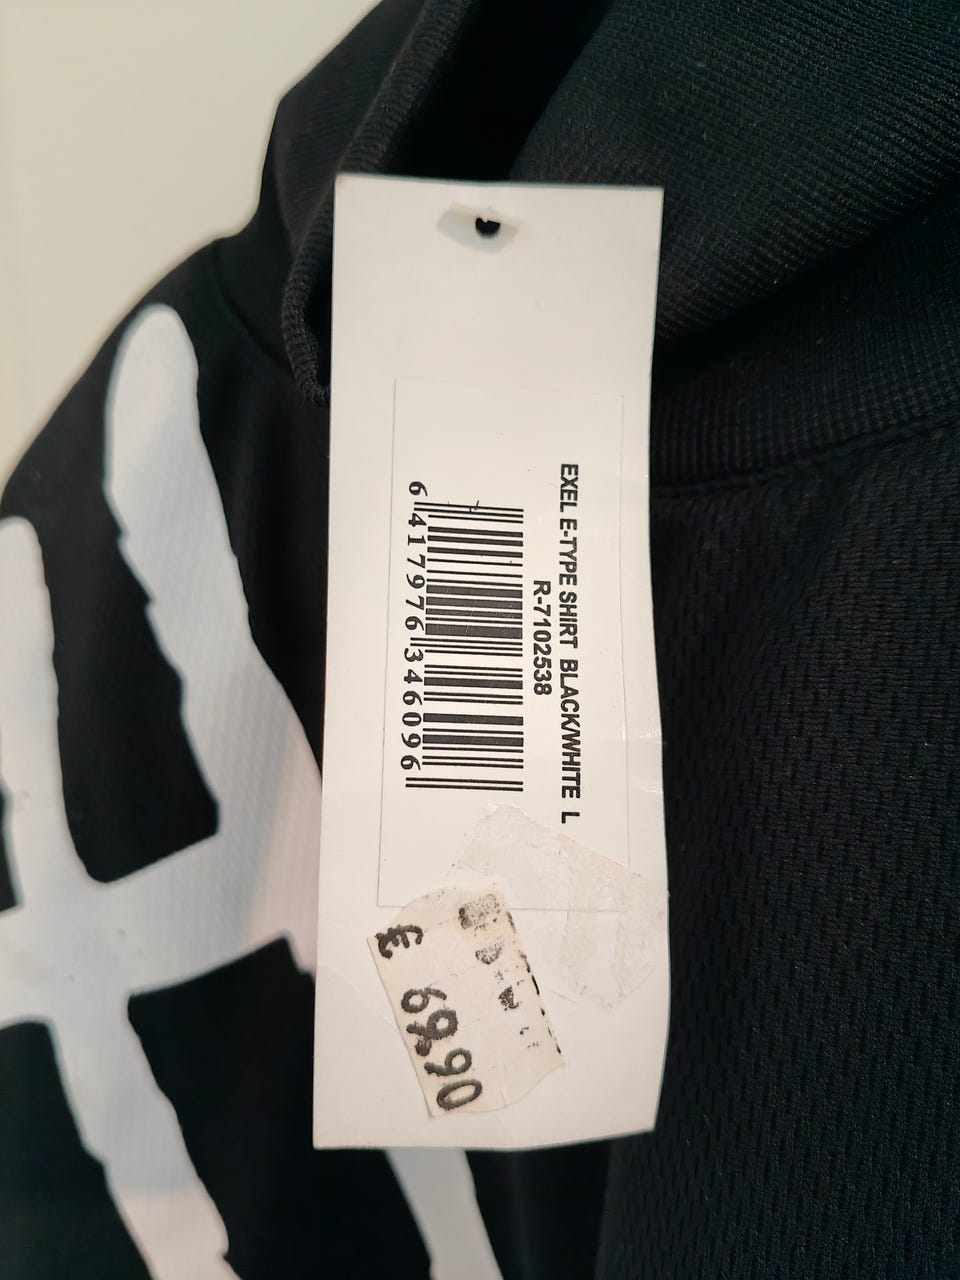 EXEL E-TYPE SHIRT BLACK/WHITE L
R-7102538
6 417976 346096
€ 69,90